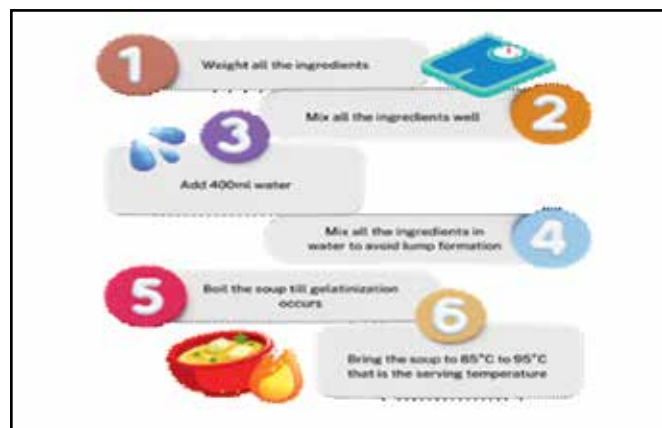 1
Weight all the ingredients
Mix all the ingredients well
2
3
Add 400ml water
Mix all the ingredients in
water to avoid lump formation
4
5
Boil the soup till gelatinization
occurs
6
Bring the soup to 85°C to 95°C
that is the serving temperature